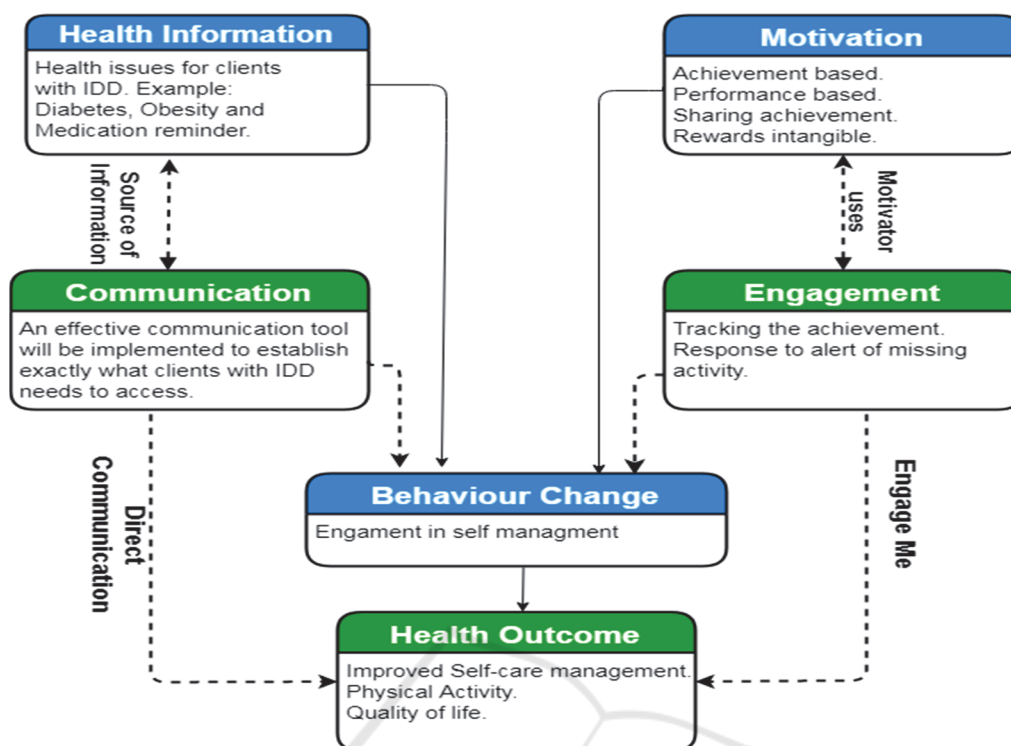 Health Information
Health issues for clients
with IDD. Example:
Diabetes, Obesity and
Medication reminder.
Motivation
Achievement based.
Performance based.
Sharing achievement.
Rewards intangible.
Source of
Information
Motivator
uses
Communication
An effective communication tool
will be implemented to establish
exactly what clients with IDD
needs to access.
Engagement
Tracking the achievement.
Response to alert of missing
activity.
Direct
Communication
Engage Me
Behaviour Change
Engament in self managment
Health Outcome
Improved Self-care management.
Physical Activity.
Quality of life.